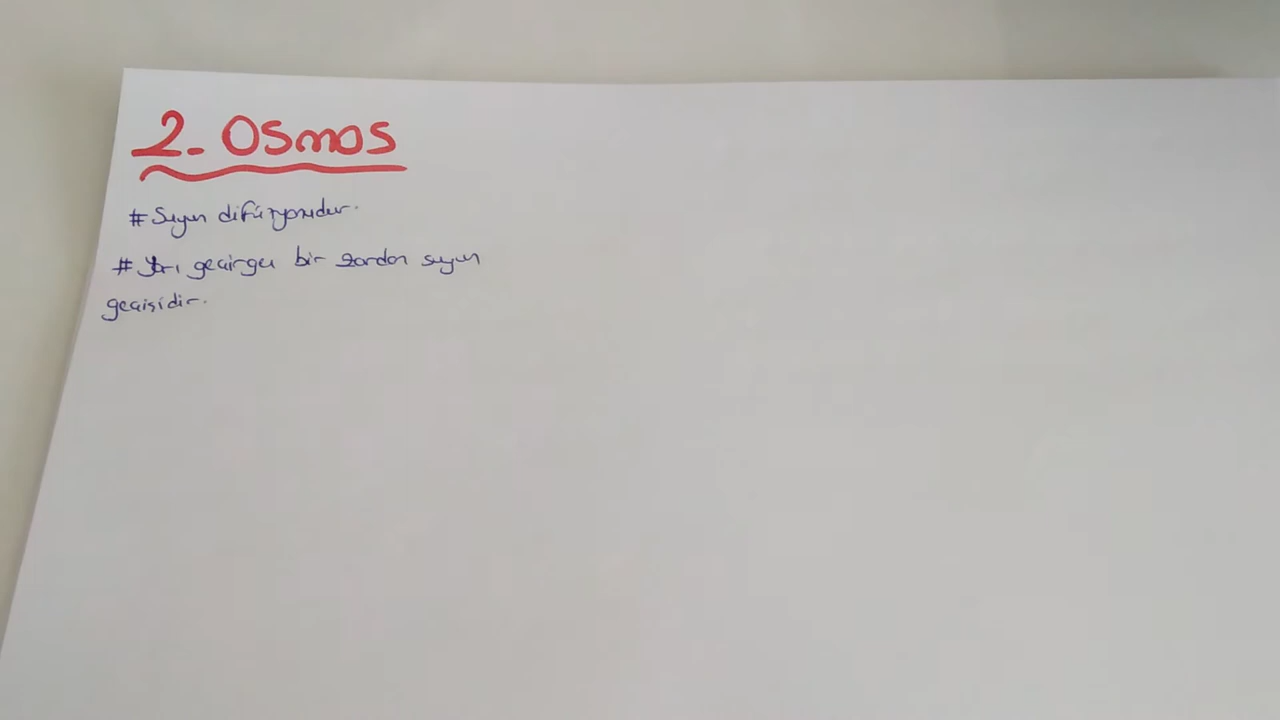 2. Osmos
# Suyun difüzyonudur.
# Yarı geçirgen bir zardan suyun
geçişidir.